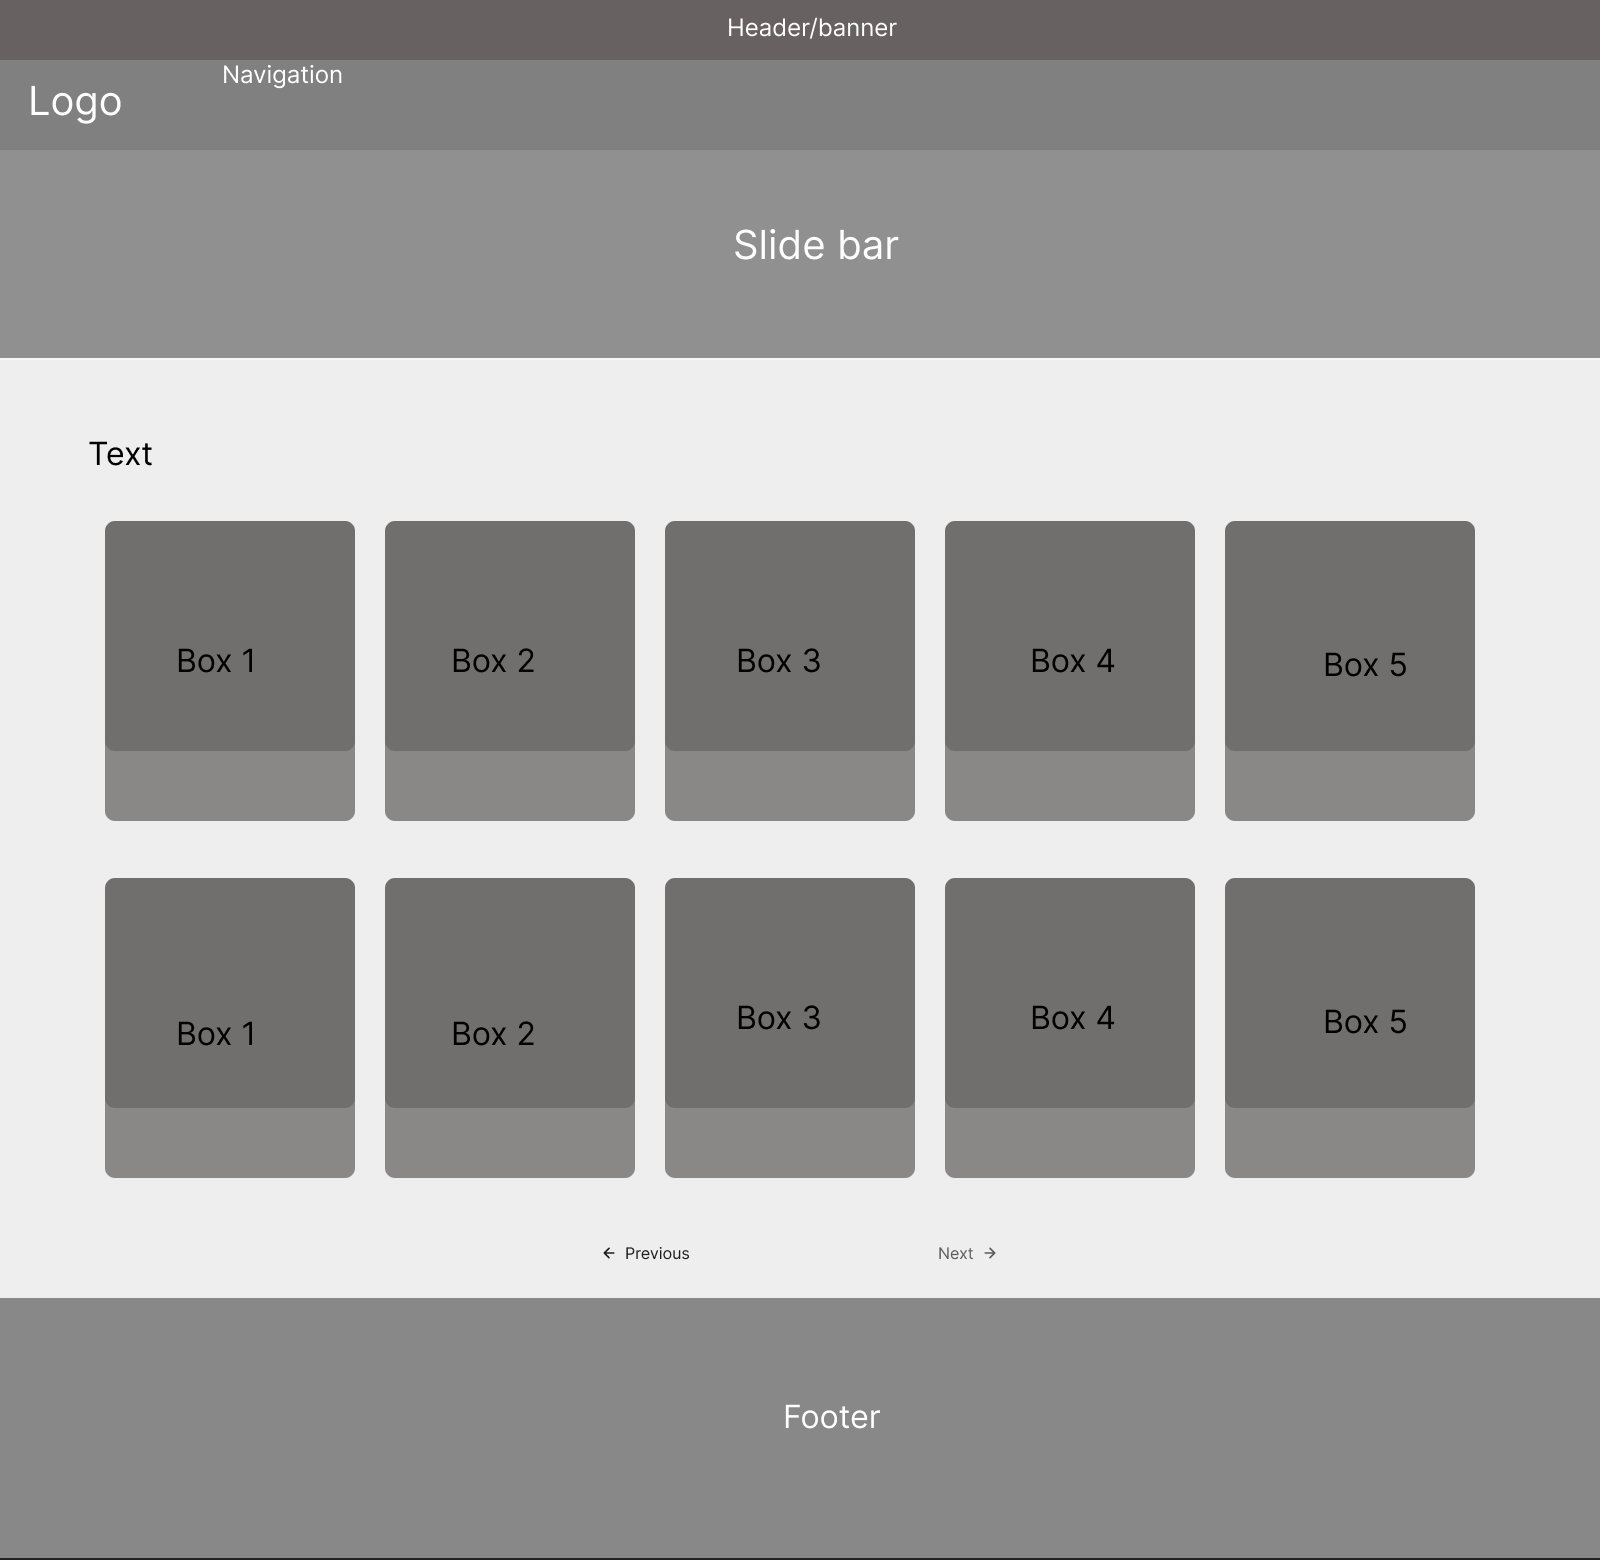 Header/banner
Navigation
Logo
Slide bar
Text
Box 1
Box 2
Box 3
Box 4
Box 5
Box 1
Box 2
Box 3
Box 4
Box 5
Previous
Next
Footer